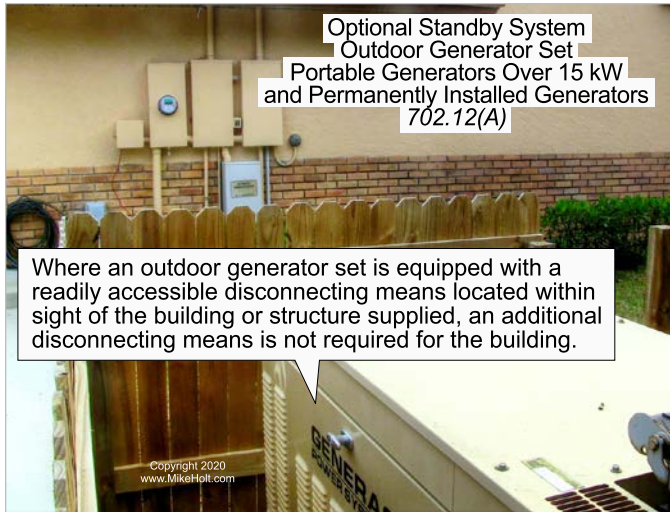 Optional Standby System
Outdoor Generator Set
Portable Generators Over 15 kW
and Permanently Installed Generators
702.12(A)
Where an outdoor generator set is equipped with a
readily accessible disconnecting means located within
sight of the building or structure supplied, an additional
disconnecting means is not required for the building.
GENERAC
POWER SYSTEMS
Copyright 2020
www.MikeHolt.com